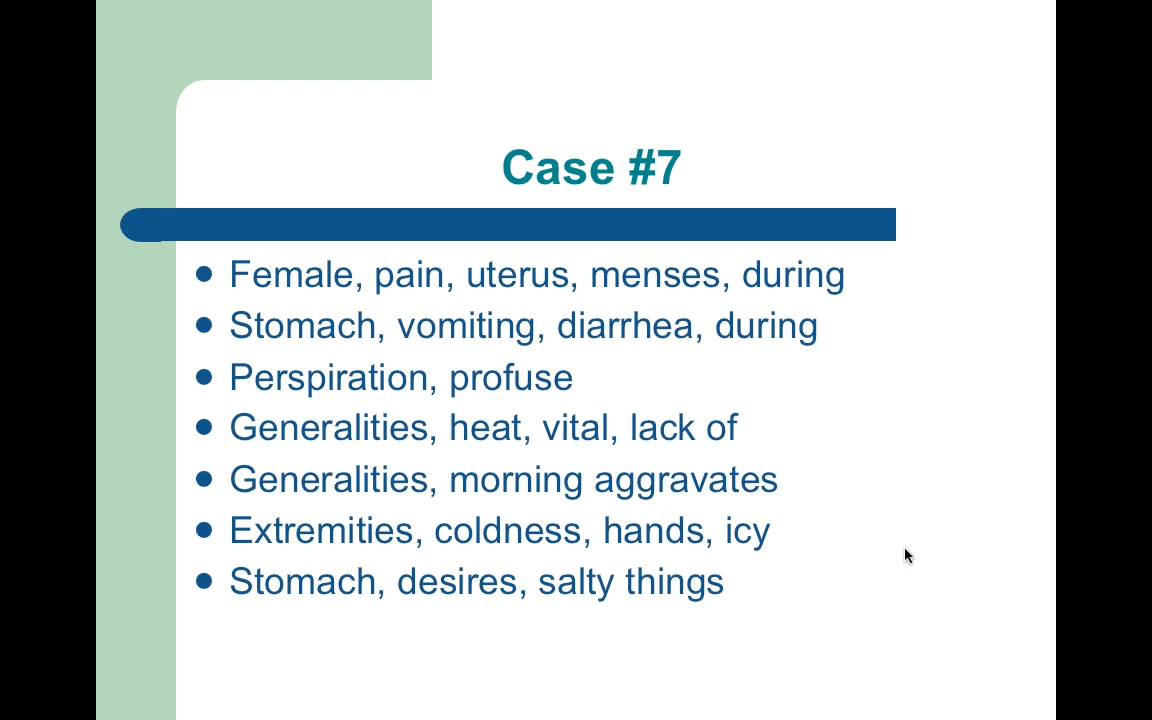 Case #7
Female, pain, uterus, menses, during
Stomach, vomiting, diarrhea, during
Perspiration, profuse
Generalities, heat, vital, lack of
Generalities, morning aggravates
Extremities, coldness, hands, icy
Stomach, desires, salty things